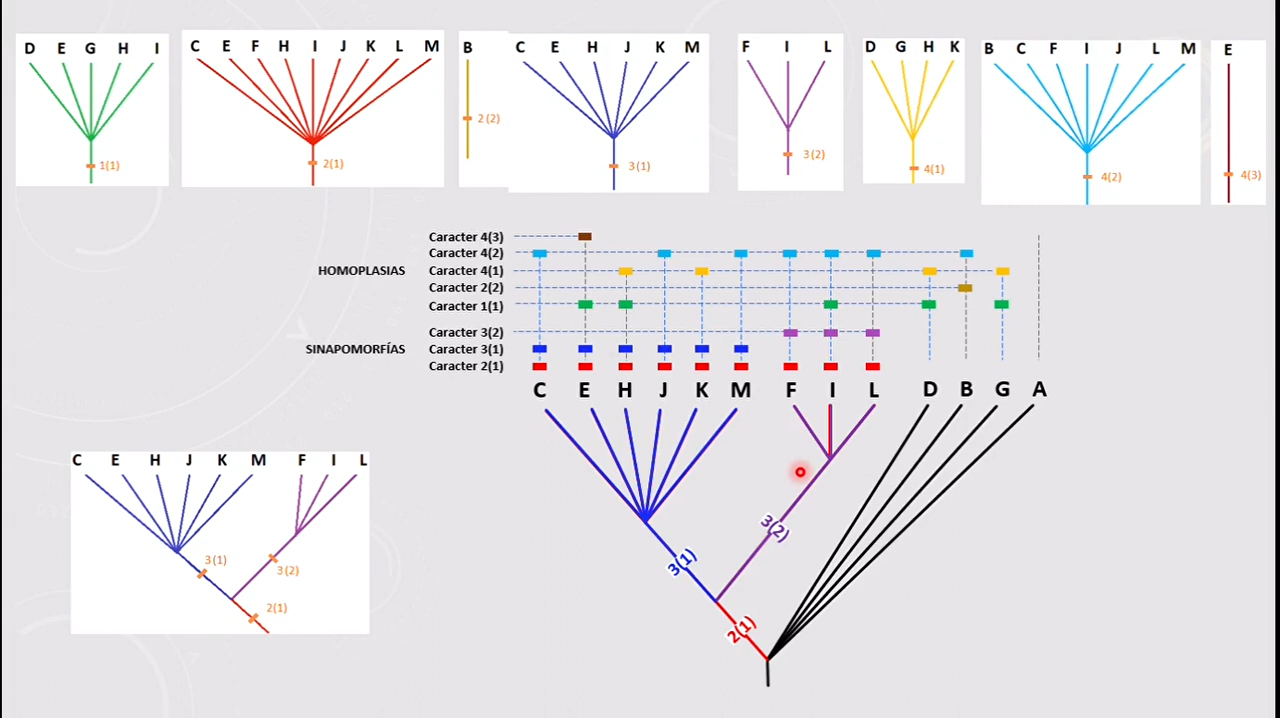 D E G H I
1(1)
C E F H I J K L M
2(1)
B
2(2)
C E H J K M
3(1)
F I L
3(2)
D G H K
4(1)
B C F I J L M
4(2)
E
4(3)
Caracter 4(3)
Caracter 4(2)
HOMOPLASIAS Caracter 4(1)
Caracter 2(2)
Caracter 1(1)
Caracter 3(2)
SINAPOMORFÍAS Caracter 3(1)
Caracter 2(1)
C E H J K M F I L D B G A
3(2)
3(1)
2(1)
C E H J K M F I L
3(1)
3(2)
2(1)